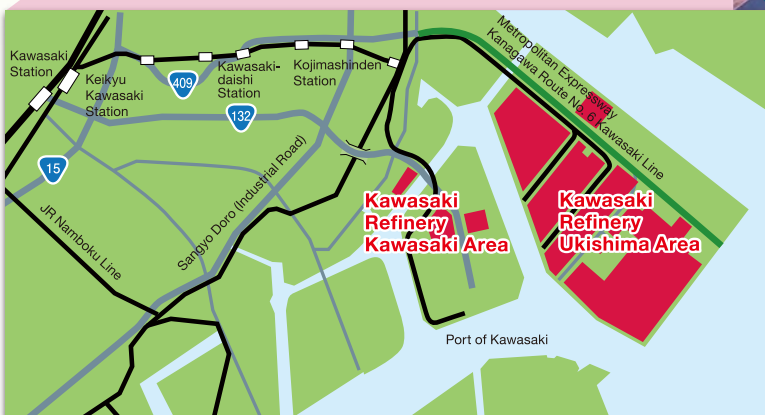 Kawasaki
Station
Keikyu
Kawasaki
Station
409
Kawasaki-
daishi
Station
Kojimashinden
Station
Metropolitan Expressway
Kanagawa Route No. 6 Kawasaki Line
132
15
Sangyo Doro (Industrial Road)
JR Namboku Line
Kawasaki
Refinery
Kawasaki Area
Kawasaki
Refinery
Ukishima Area
Port of Kawasaki